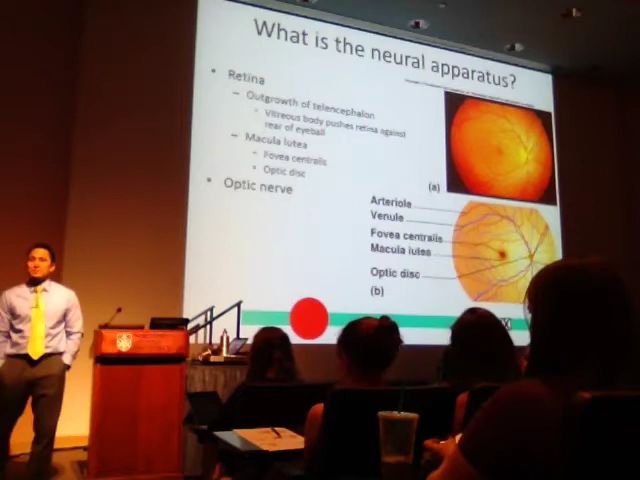 What is the neural apparatus?
• Retina
– Outgrowth of telencephalon
• Vitreous body pushes retina against
rear of eyeball
– Macula lutea
• Fovea centralis
• Optic disc
• Optic nerve
(a)
Arteriole
Venule
Fovea centralis
Macula lutea
Optic disc
(b)